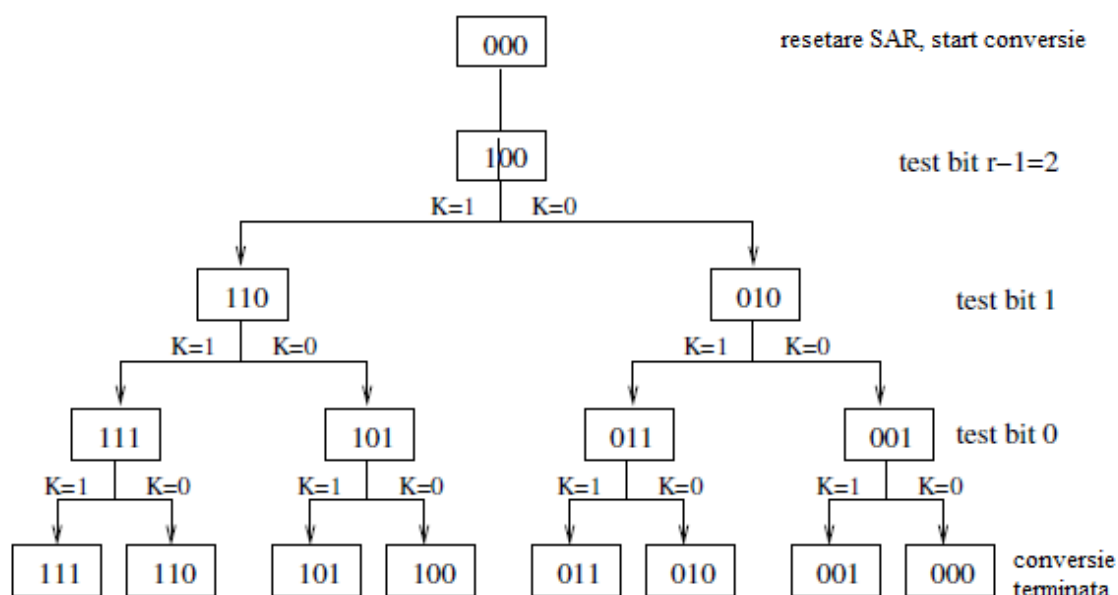 000 resetare SAR, start conversie
100 test bit r−1=2
K=1 K=0
110 010 test bit 1
K=1 K=0 K=1 K=0
111 101 011 001 test bit 0
K=1 K=0 K=1 K=0 K=1 K=0 K=1 K=0
111 110 101 100 011 010 001 000 conversie
terminata